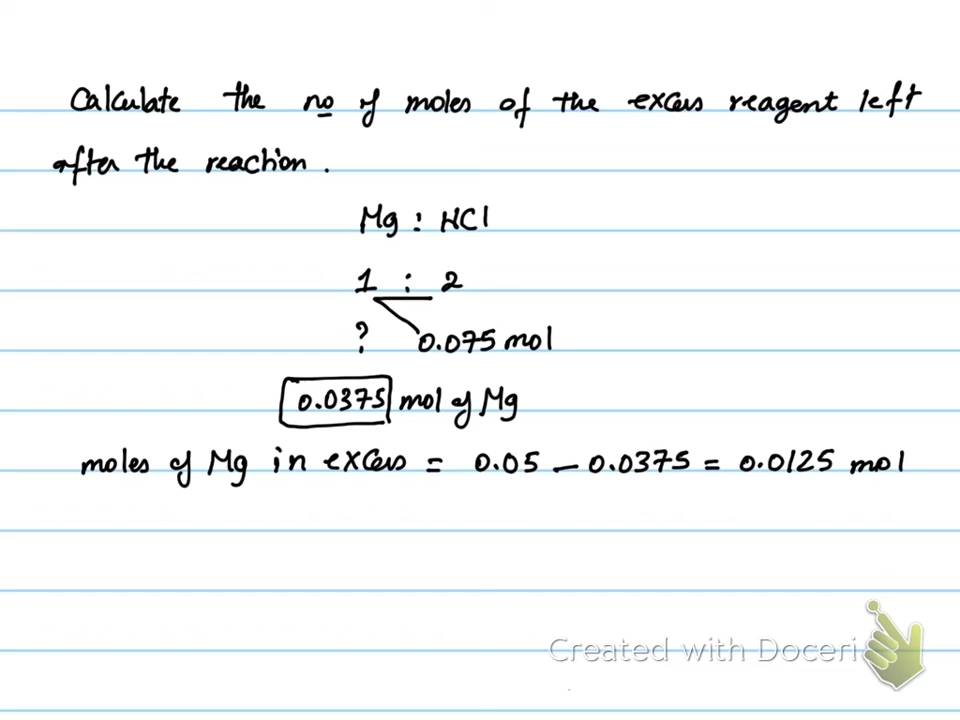 Calculate the no of moles of the excess reagent left
after the reaction.
Mg : HCl
1 : 2
? 0.075 mol
0.0375 mol of Mg
moles of Mg in excess = 0.05 - 0.0375 = 0.0125 mol
Created with Doceri